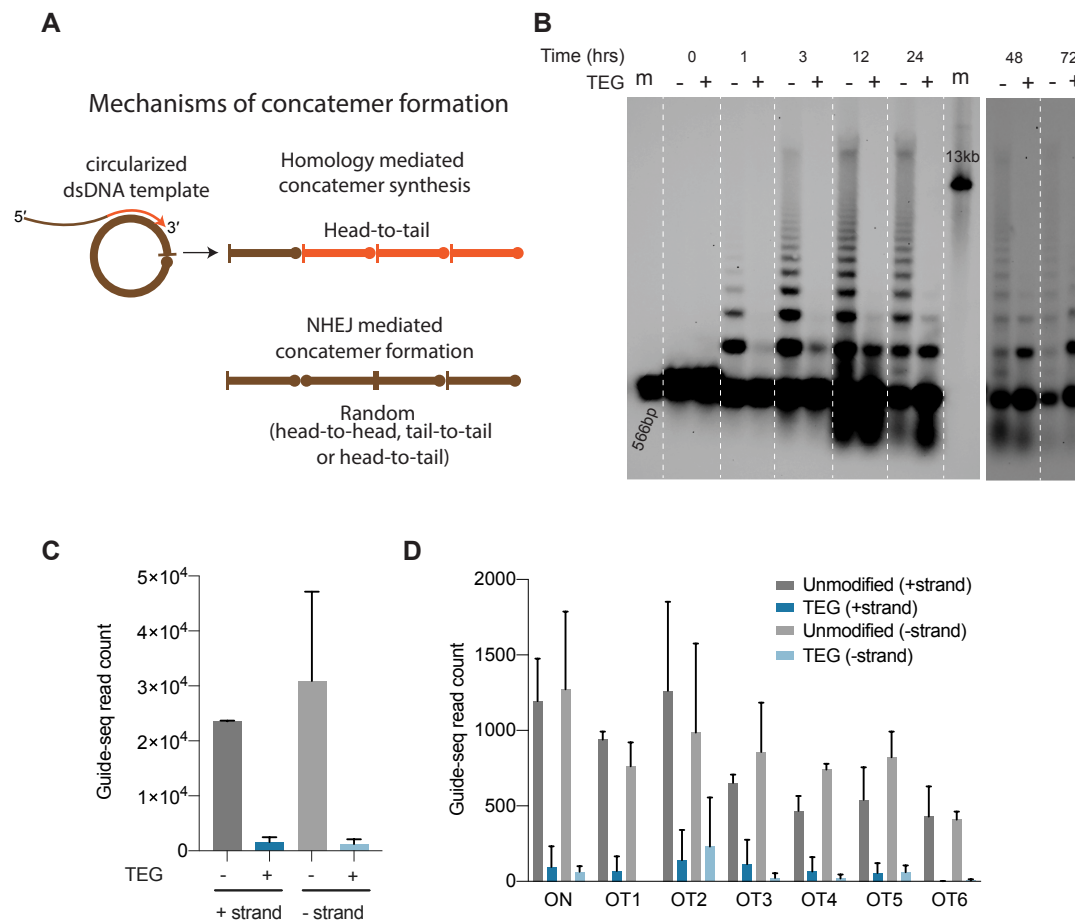 A
Mechanisms of concatemer formation
circularized
dsDNA template
5′
3′
Homology mediated
concatemer synthesis
Head-to-tail
NHEJ mediated
concatemer formation
Random
(head-to-head, tail-to-tail
or head-to-tail)
B
Time (hrs) 0 1 3 12 24 48 72
TEG m - + - + - + - + - + m - + - +
13kb
566bp
C
Guide-seq read count
5×10⁴
4×10⁴
3×10⁴
2×10⁴
1×10⁴
0
TEG - + - +
+ strand - strand
D
Guide-seq read count
2000
1500
1000
500
0
Unmodified (+strand)
TEG (+strand)
Unmodified (-strand)
TEG (-strand)
ON OT1 OT2 OT3 OT4 OT5 OT6